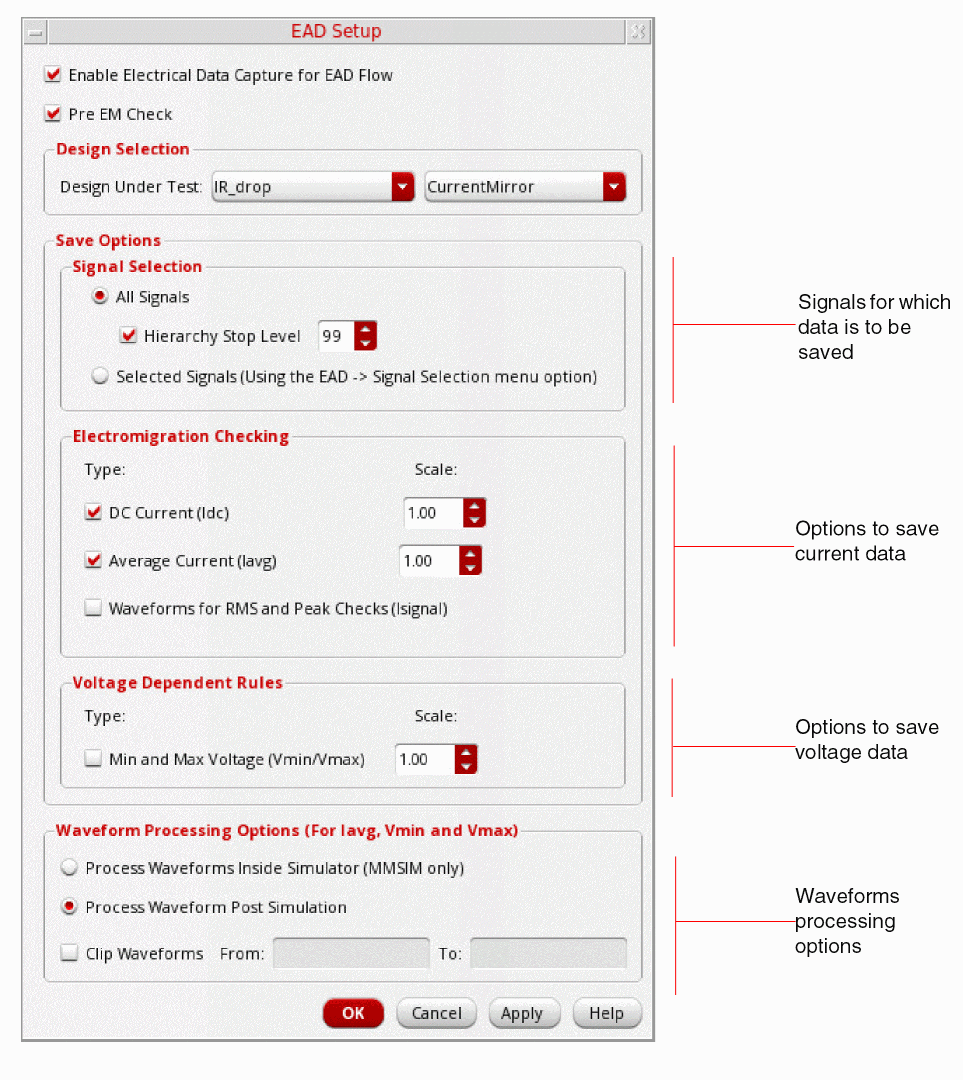 EAD Setup
Enable Electrical Data Capture for EAD Flow
Pre EM Check
Design Selection
Design Under Test: IR_drop CurrentMirror
Save Options
Signal Selection
All Signals
Hierarchy Stop Level 99
Selected Signals (Using the EAD -> Signal Selection menu option)
Signals for which
data is to be
saved
Electromigration Checking
Type: Scale:
DC Current (Idc) 1.00
Average Current (Iavg) 1.00
Waveforms for RMS and Peak Checks (Isignal)
Options to save
current data
Voltage Dependent Rules
Type: Scale:
Min and Max Voltage (Vmin/Vmax) 1.00
Options to save
voltage data
Waveform Processing Options (For Iavg, Vmin and Vmax)
Process Waveforms Inside Simulator (MMSIM only)
Process Waveform Post Simulation
Clip Waveforms From: To:
Waveforms
processing
options
OK Cancel Apply Help